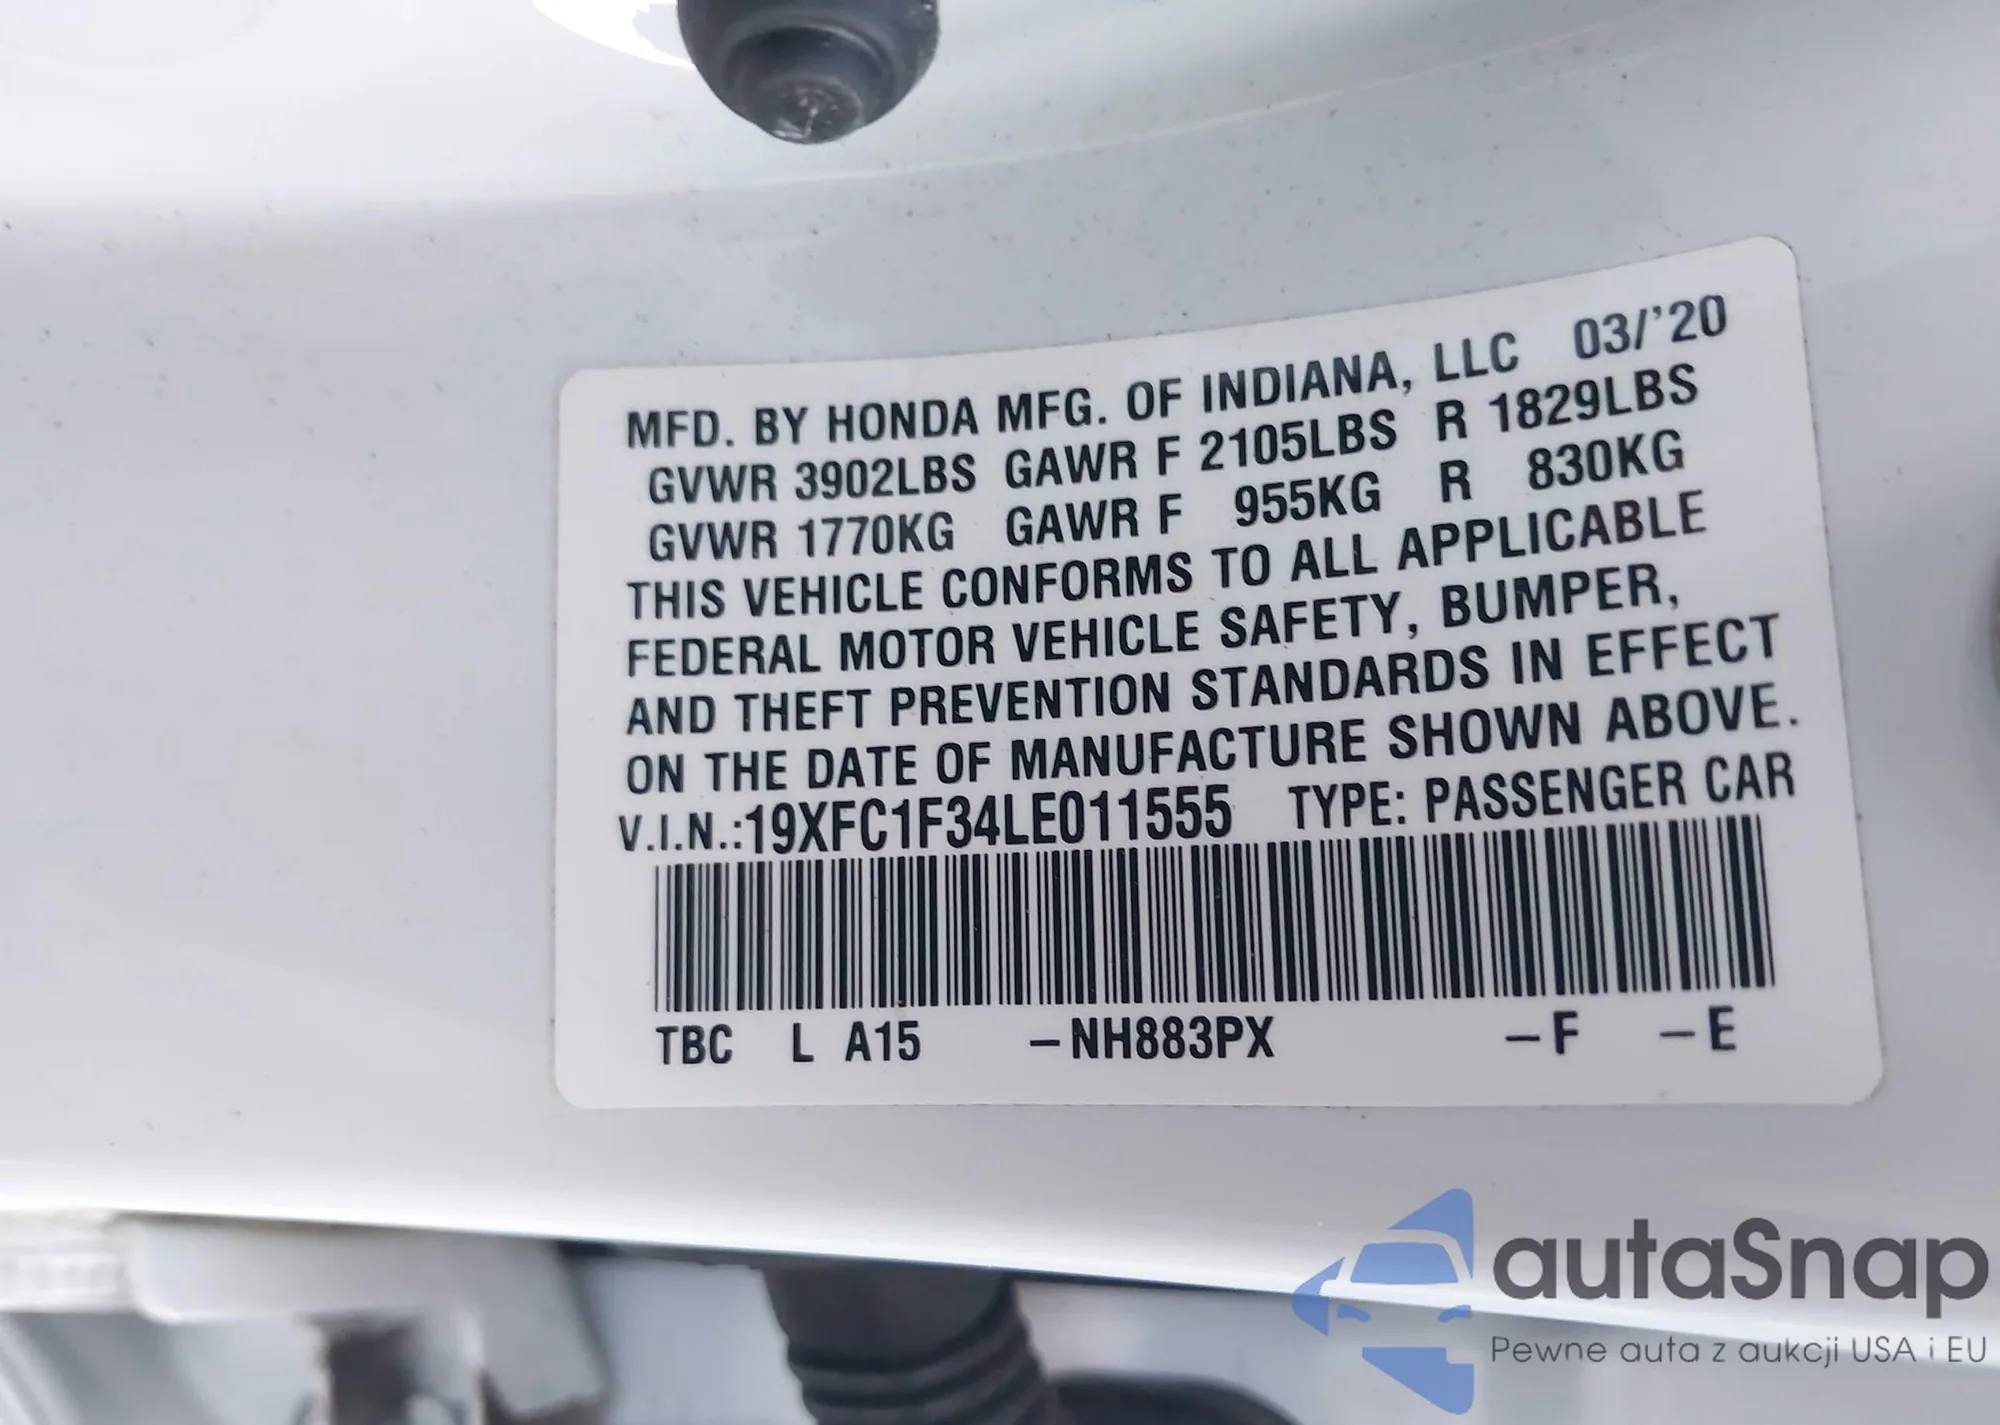 MFD. BY HONDA MFG. OF INDIANA, LLC 03/'20
GVWR 3902LBS GAWR F 2105LBS R 1829LBS
GVWR 1770KG GAWR F 955KG R 830KG
THIS VEHICLE CONFORMS TO ALL APPLICABLE
FEDERAL MOTOR VEHICLE SAFETY, BUMPER,
AND THEFT PREVENTION STANDARDS IN EFFECT
ON THE DATE OF MANUFACTURE SHOWN ABOVE.
V.I.N.:19XFC1F34LE011555 TYPE: PASSENGER CAR
TBC L A15 –NH883PX –F –E
autaSnap
Pewne auta z aukcji USA i EU